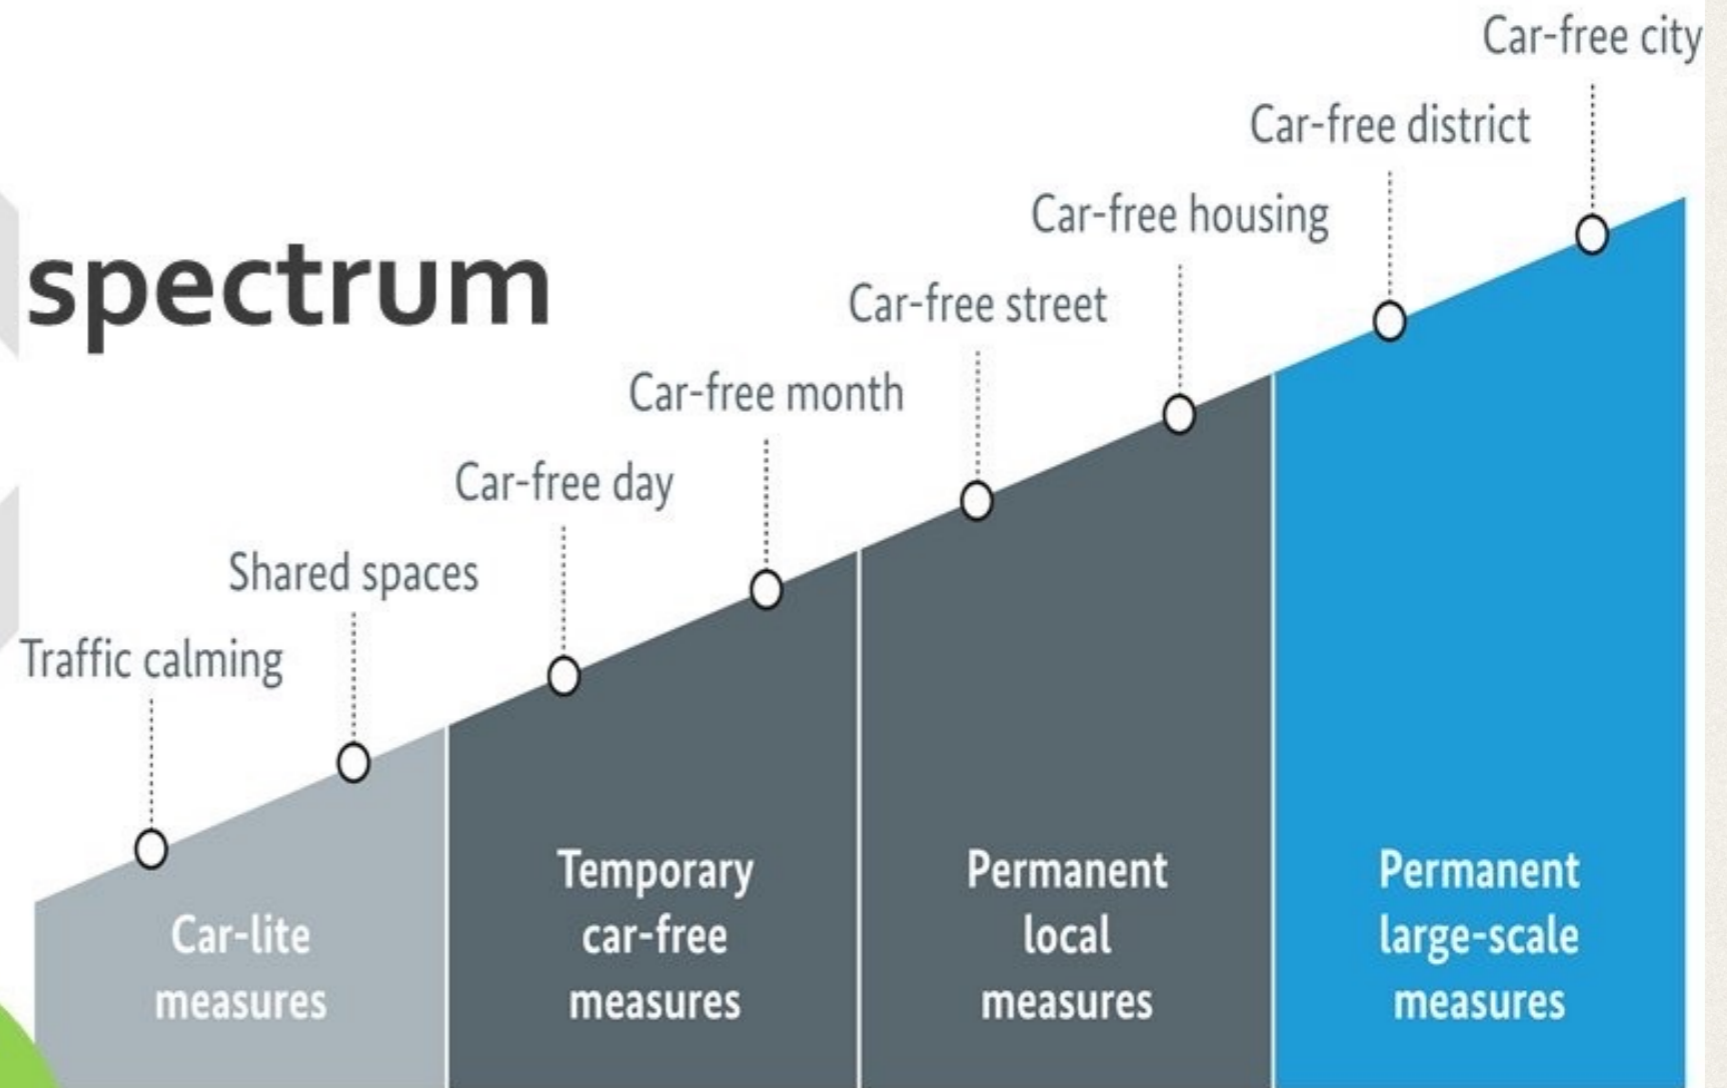 Car-free city
Car-free district
Car-free housing
spectrum
Car-free street
Car-free month
Car-free day
Shared spaces
Traffic calming
Car-lite
measures
Temporary
car-free
measures
Permanent
local
measures
Permanent
large-scale
measures